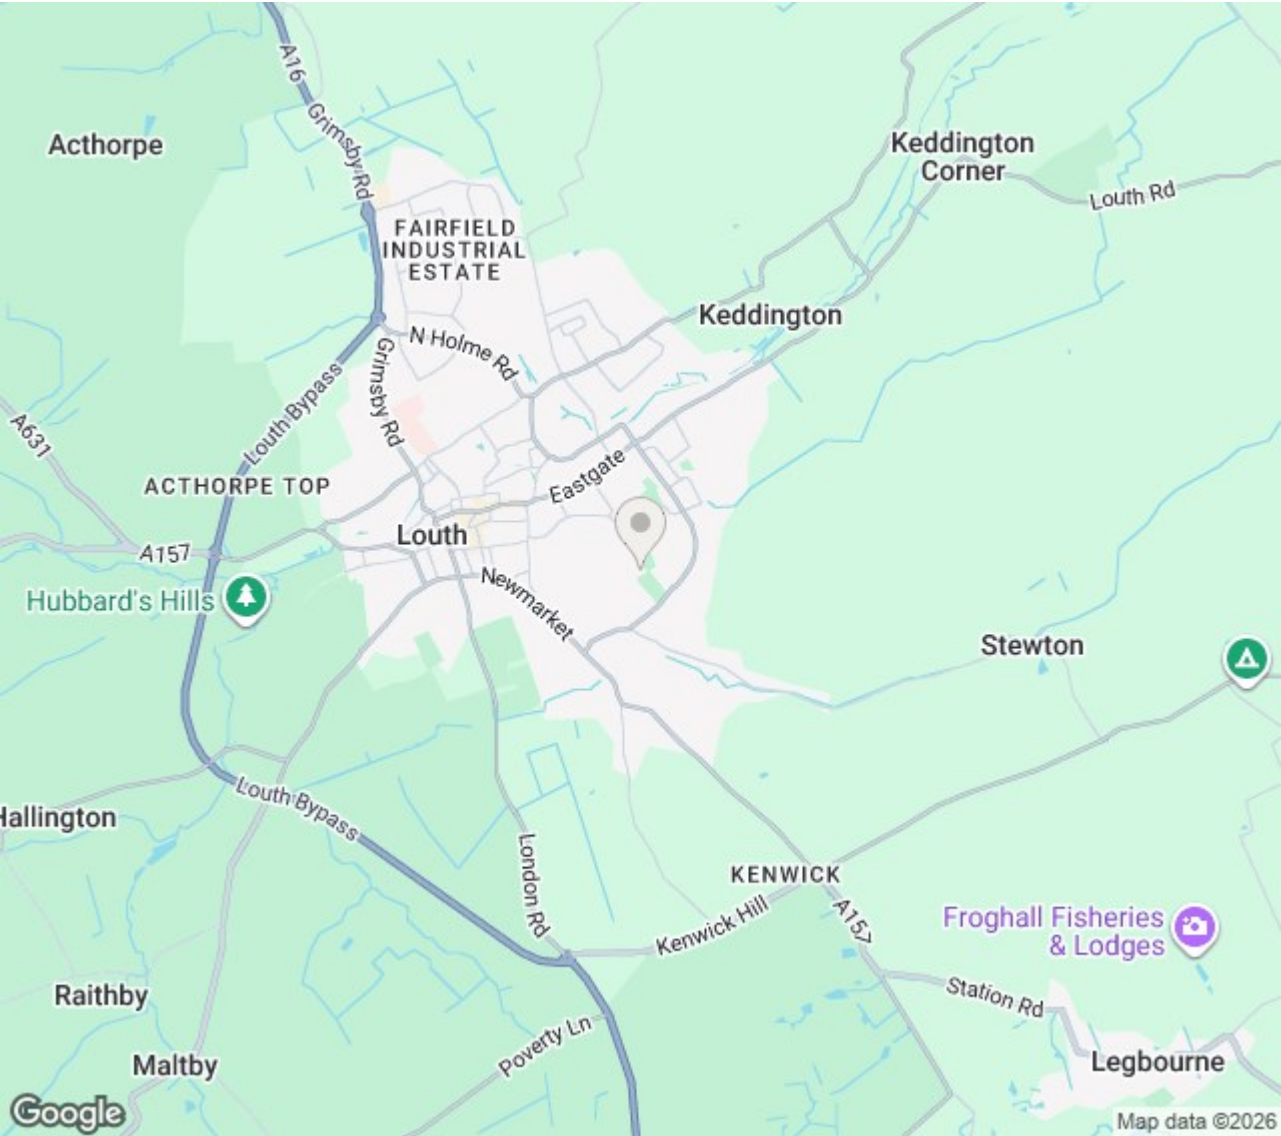 A16
Grimsby Rd
Acthorpe
Keddington
Corner
Louth Rd
FAIRFIELD
INDUSTRIAL
ESTATE
Keddington
N Holme Rd
Grimsby Rd
Louth Bypass
A631
ACTHORPE TOP
Eastgate
Louth
A157
Newmarket
Hubbard's Hills
Stewton
Hallington
Louth Bypass
London Rd
KENWICK
Kenwick Hill
A157
Froghall Fisheries
& Lodges
Raithby
Station Rd
Poverty Ln
Maltby
Legbourne
Google
Map data ©2026